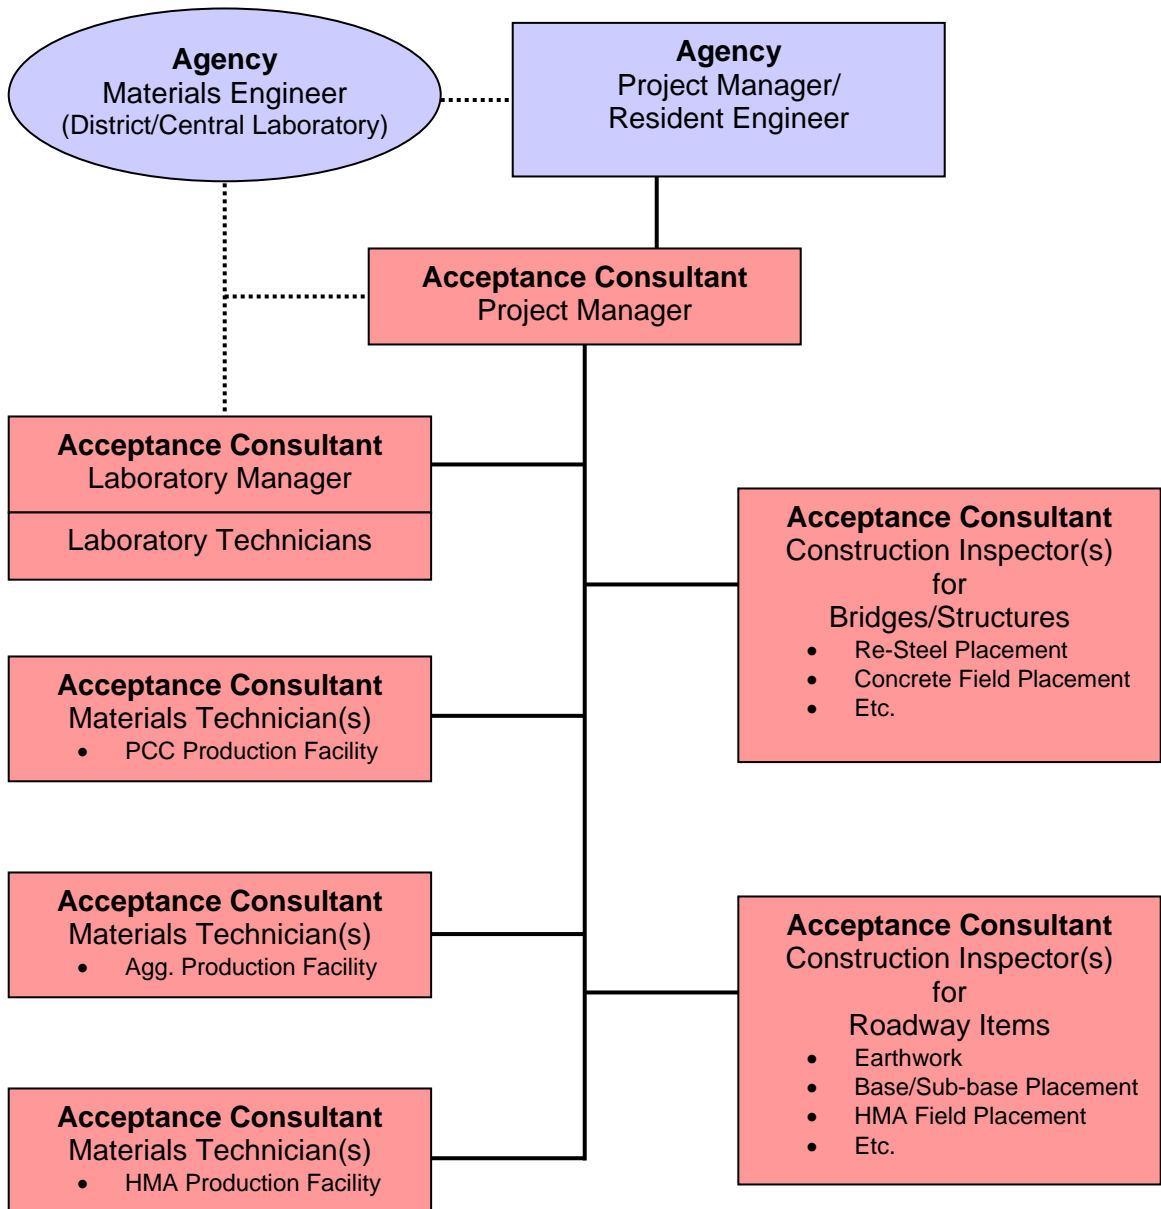 Agency
Materials Engineer
(District/Central Laboratory)
Agency
Project Manager/
Resident Engineer
Acceptance Consultant
Project Manager
Acceptance Consultant
Laboratory Manager
Laboratory Technicians
Acceptance Consultant
Construction Inspector(s)
for
Bridges/Structures
• Re-Steel Placement
• Concrete Field Placement
• Etc.
Acceptance Consultant
Materials Technician(s)
• PCC Production Facility
Acceptance Consultant
Materials Technician(s)
• Agg. Production Facility
Acceptance Consultant
Construction Inspector(s)
for
Roadway Items
• Earthwork
• Base/Sub-base Placement
• HMA Field Placement
• Etc.
Acceptance Consultant
Materials Technician(s)
• HMA Production Facility